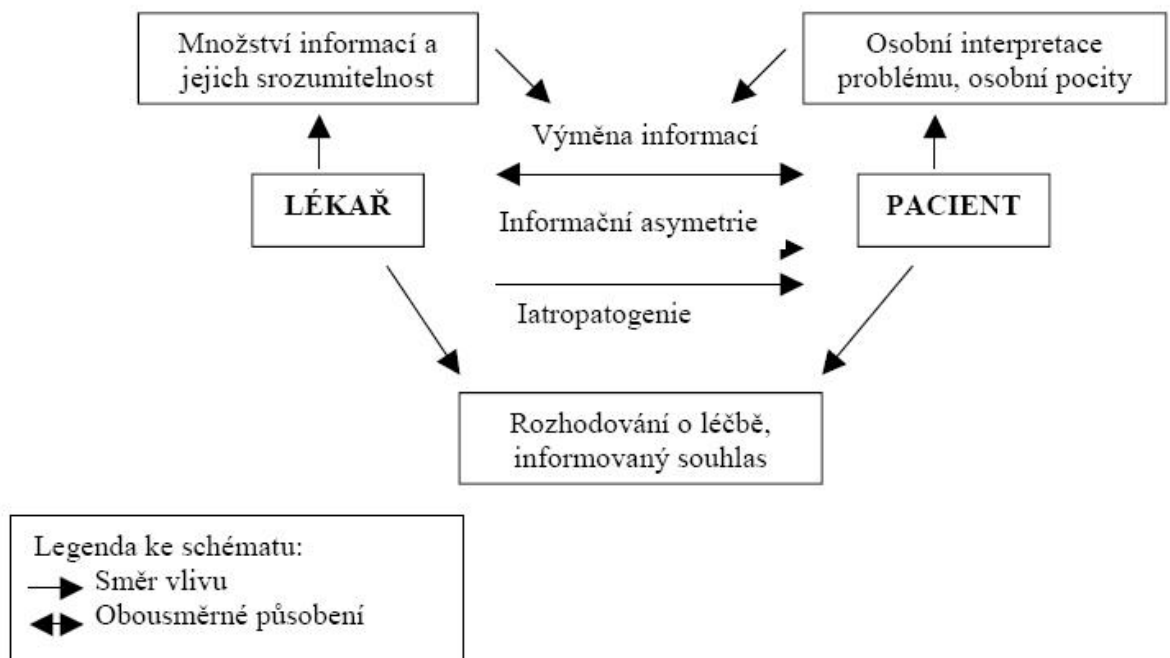 Množství informací a
jejich srozumitelnost
Osobní interpretace
problému, osobní pocity
Výměna informací
LÉKAŘ
PACIENT
Informační asymetrie
Iatropatogenie
Rozhodování o léčbě,
informovaný souhlas
Legenda ke schématu:
Směr vlivu
Obousměrné působení